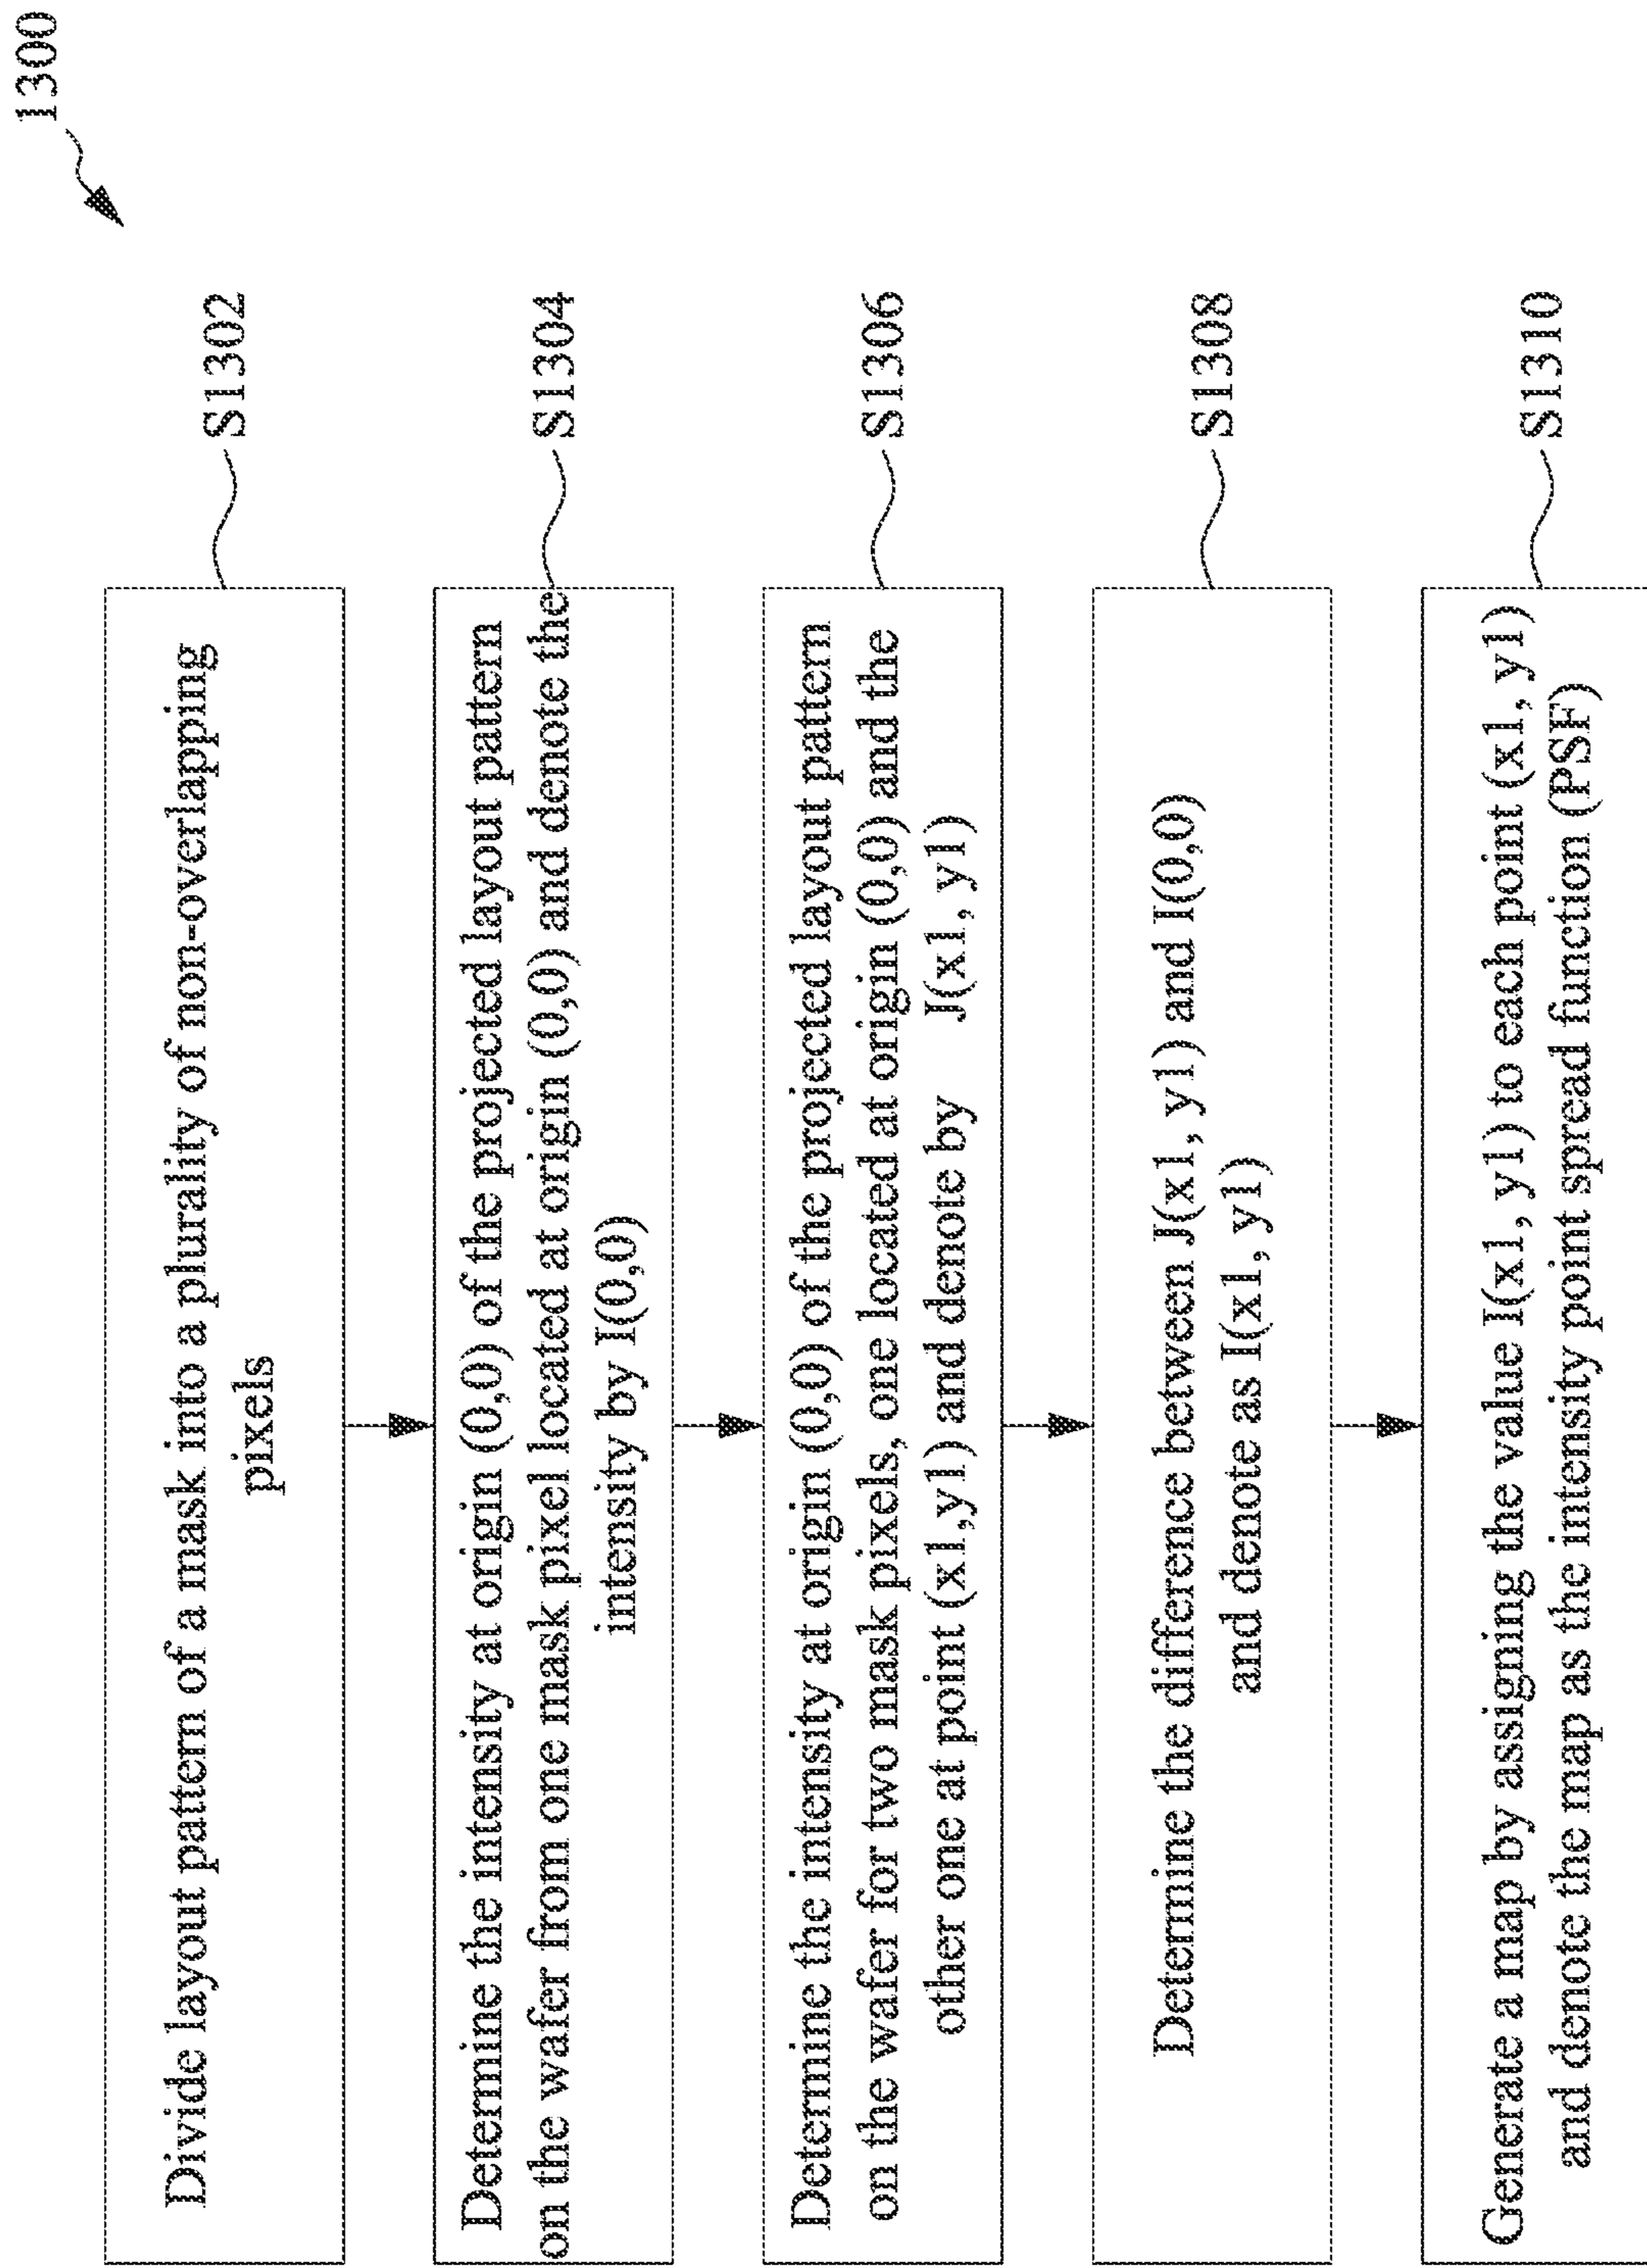 1300
Divide layout pattern of a mask into a plurality of non-overlapping
pixels
S1302
Determine the intensity at origin (0,0) of the projected layout pattern
on the wafer from one mask pixel located at origin (0,0) and denote the
intensity by I(0,0)
S1304
Determine the intensity at origin (0,0) of the projected layout pattern
on the wafer for two mask pixels, one located at origin (0,0) and the
other one at point (x1,y1) and denote by J(x1, y1)
S1306
Determine the difference between J(x1, y1) and I(0,0)
and denote as I(x1, y1)
S1308
Generate a map by assigning the value I(x1, y1) to each point (x1, y1)
and denote the map as the intensity point spread function (PSF)
S1310